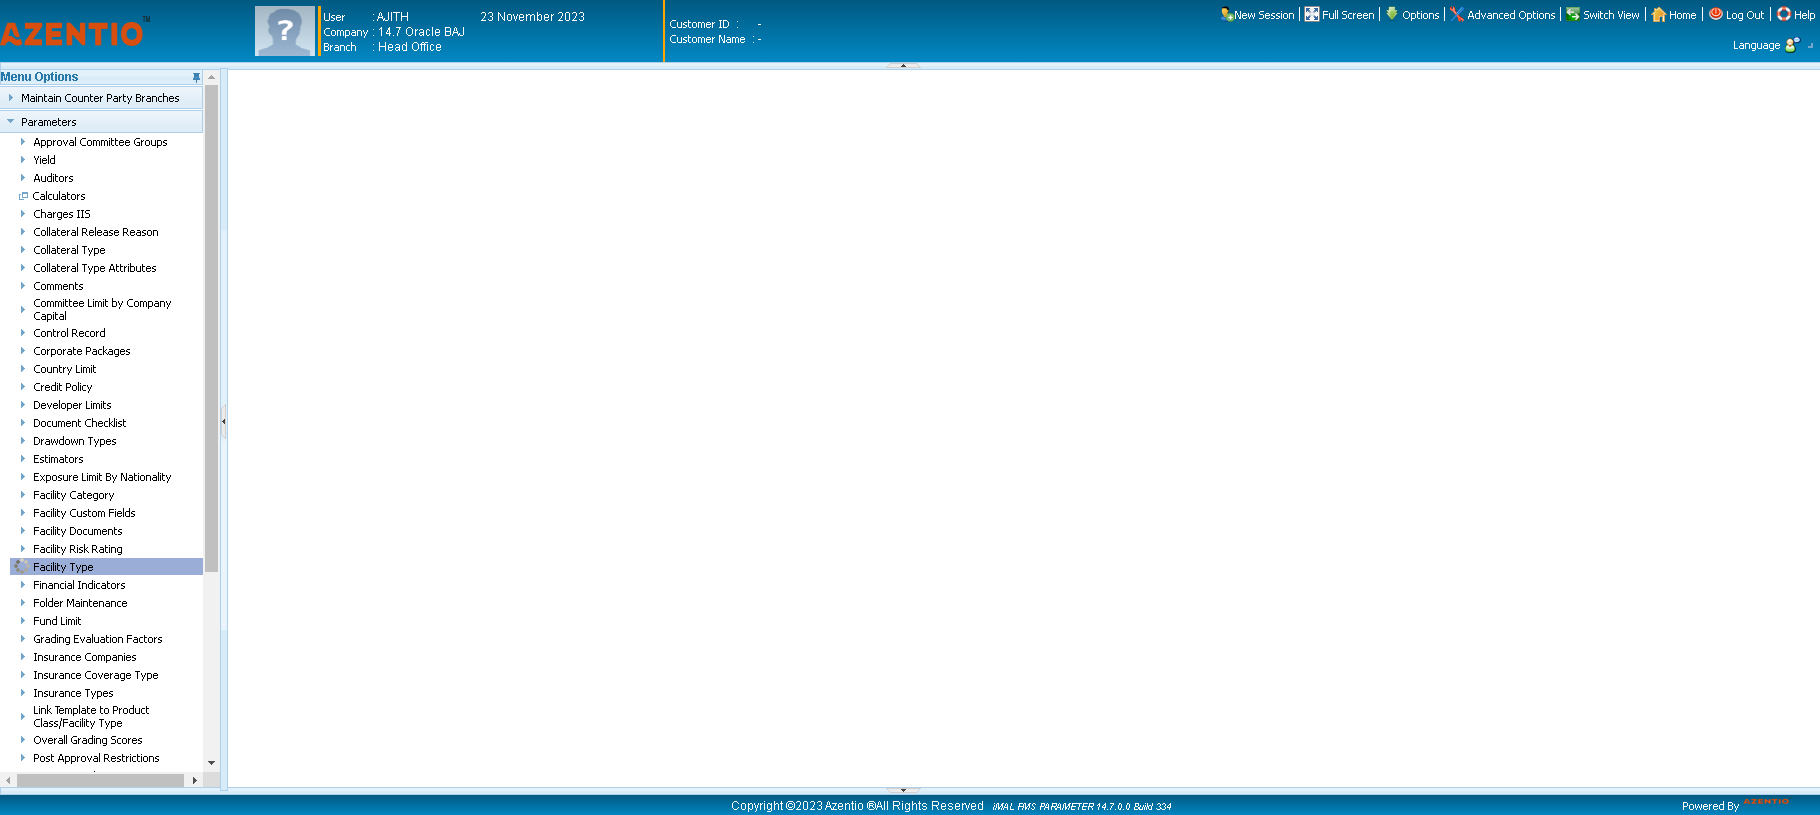 AZENTIO™
User : AJITH 23 November 2023
Company : 14.7 Oracle BAJ
Branch : Head Office
Customer ID : -
Customer Name : -
New Session | Full Screen | Options | Advanced Options | Switch View | Home | Log Out | Help
Language
Menu Options
Maintain Counter Party Branches
Parameters
Approval Committee Groups
Yield
Auditors
Calculators
Charges IIS
Collateral Release Reason
Collateral Type
Collateral Type Attributes
Comments
Committee Limit by Company
Capital
Control Record
Corporate Packages
Country Limit
Credit Policy
Developer Limits
Document Checklist
Drawdown Types
Estimators
Exposure Limit By Nationality
Facility Category
Facility Custom Fields
Facility Documents
Facility Risk Rating
Facility Type
Financial Indicators
Folder Maintenance
Fund Limit
Grading Evaluation Factors
Insurance Companies
Insurance Coverage Type
Insurance Types
Link Template to Product
Class/Facility Type
Overall Grading Scores
Post Approval Restrictions
Copyright ©2023 Azentio ®All Rights Reserved iMAL PMS PARAMETER 14.7.0.0 Build 334
Powered By AZENTIO